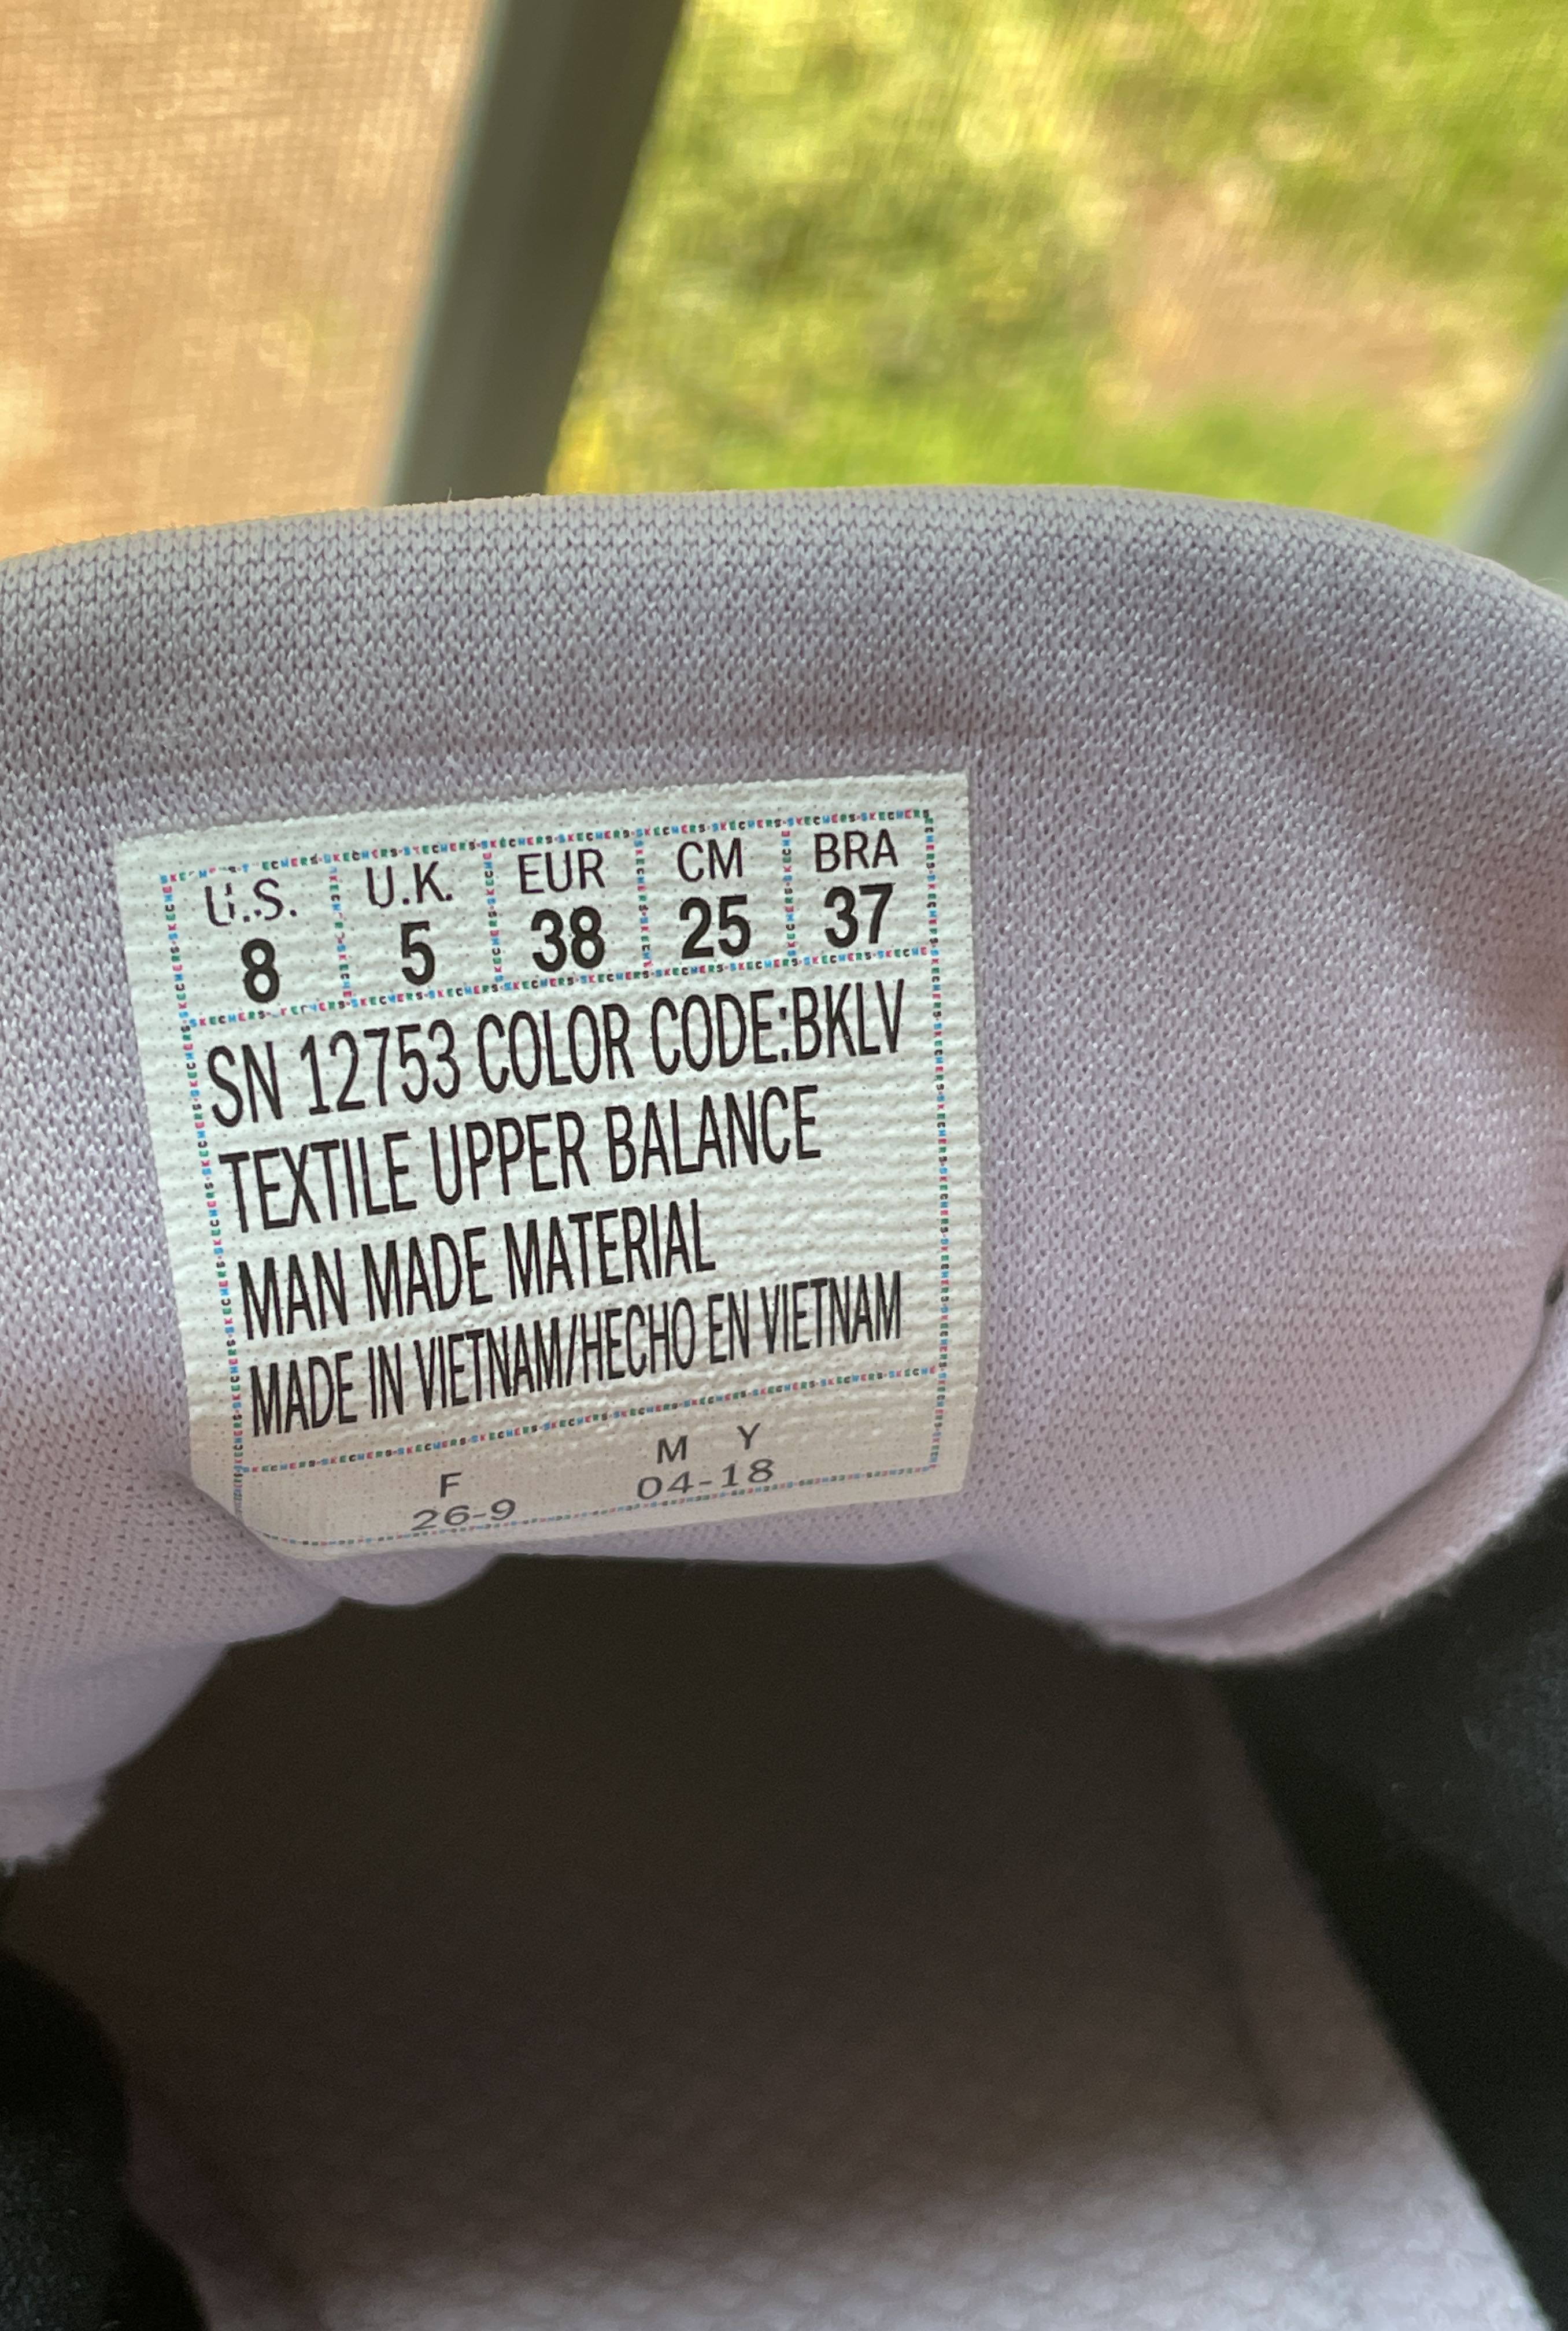 U.S. U.K. EUR CM BRA
8 5 38 25 37
SN 12753 COLOR CODE:BKLV
TEXTILE UPPER BALANCE
MAN MADE MATERIAL
MADE IN VIETNAM/HECHO EN VIETNAM
F M Y
26-9 04-18